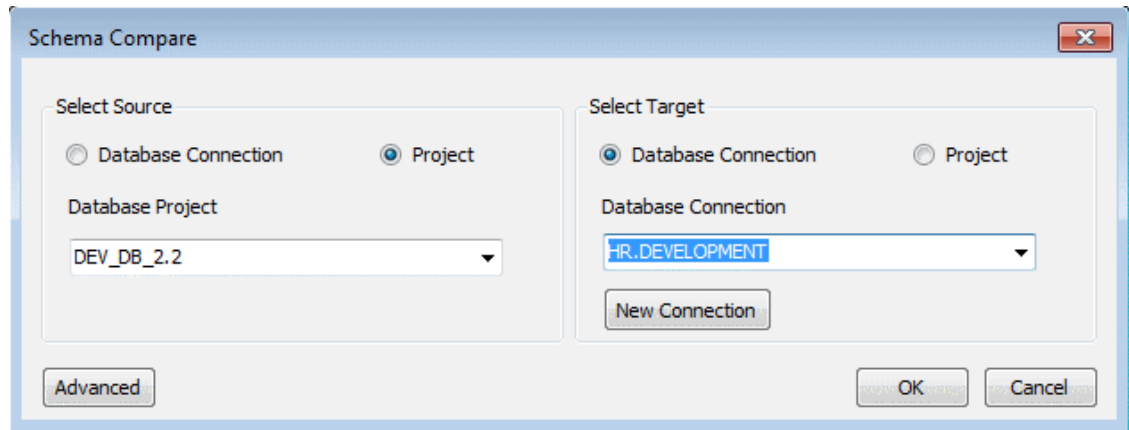 Schema Compare
Select Source
Database Connection
Project
Database Project
DEV_DB_2.2
Select Target
Database Connection
Project
Database Connection
HR.DEVELOPMENT
New Connection
Advanced
OK
Cancel